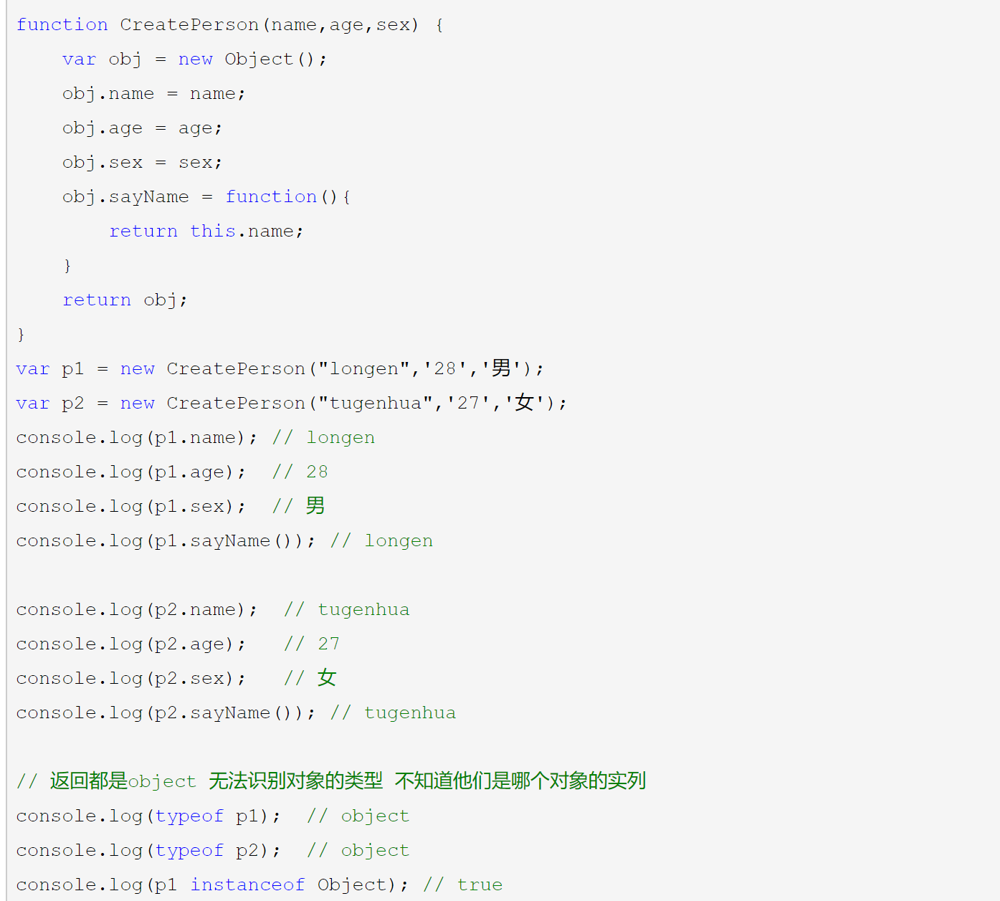 function CreatePerson(name,age,sex) {
    var obj = new Object();
    obj.name = name;
    obj.age = age;
    obj.sex = sex;
    obj.sayName = function(){
        return this.name;
    }
    return obj;
}
var p1 = new CreatePerson("longen",'28','男');
var p2 = new CreatePerson("tugenhua",'27','女');
console.log(p1.name); // longen
console.log(p1.age);  // 28
console.log(p1.sex);  // 男
console.log(p1.sayName()); // longen

console.log(p2.name);  // tugenhua
console.log(p2.age);   // 27
console.log(p2.sex);   // 女
console.log(p2.sayName()); // tugenhua

// 返回都是object 无法识别对象的类型 不知道他们是哪个对象的实列
console.log(typeof p1);  // object
console.log(typeof p2);  // object
console.log(p1 instanceof Object); // true